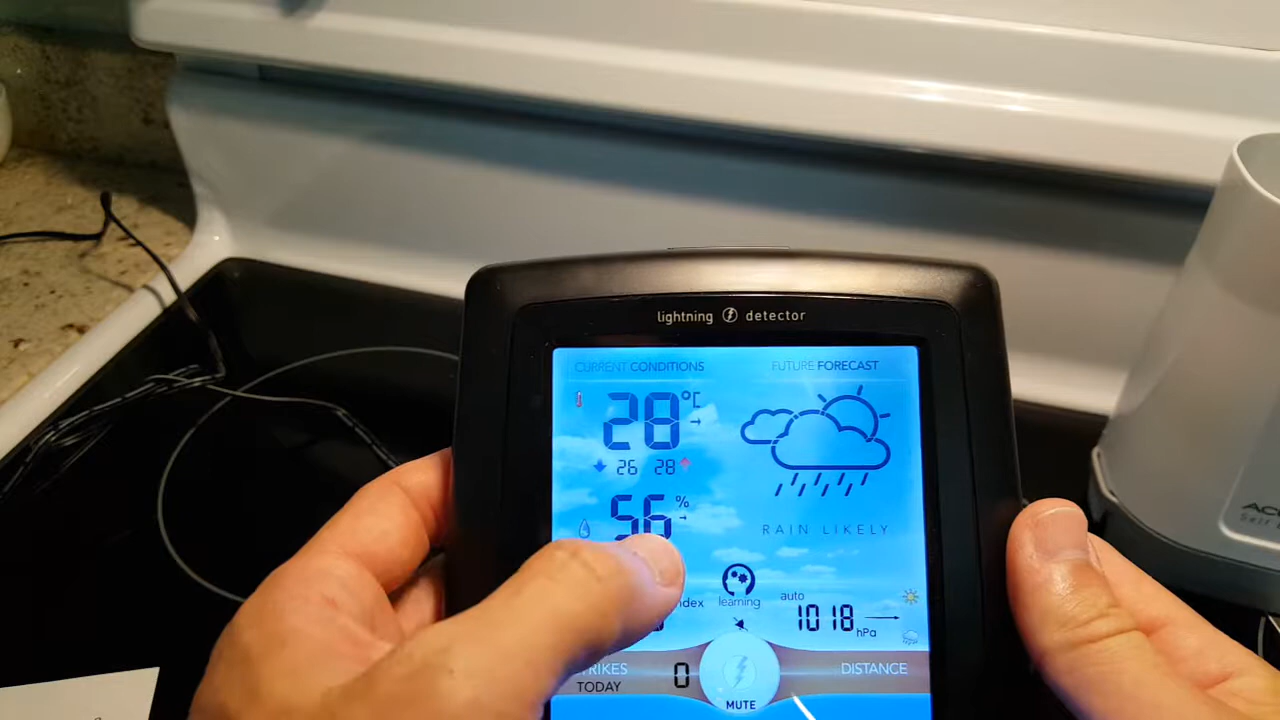 lightning detector
CURRENT CONDITIONS
FUTURE FORECAST
28 °C
26 28
56 %
RAIN LIKELY
learning
auto
1018 hPa
TODAY
0
DISTANCE
MUTE